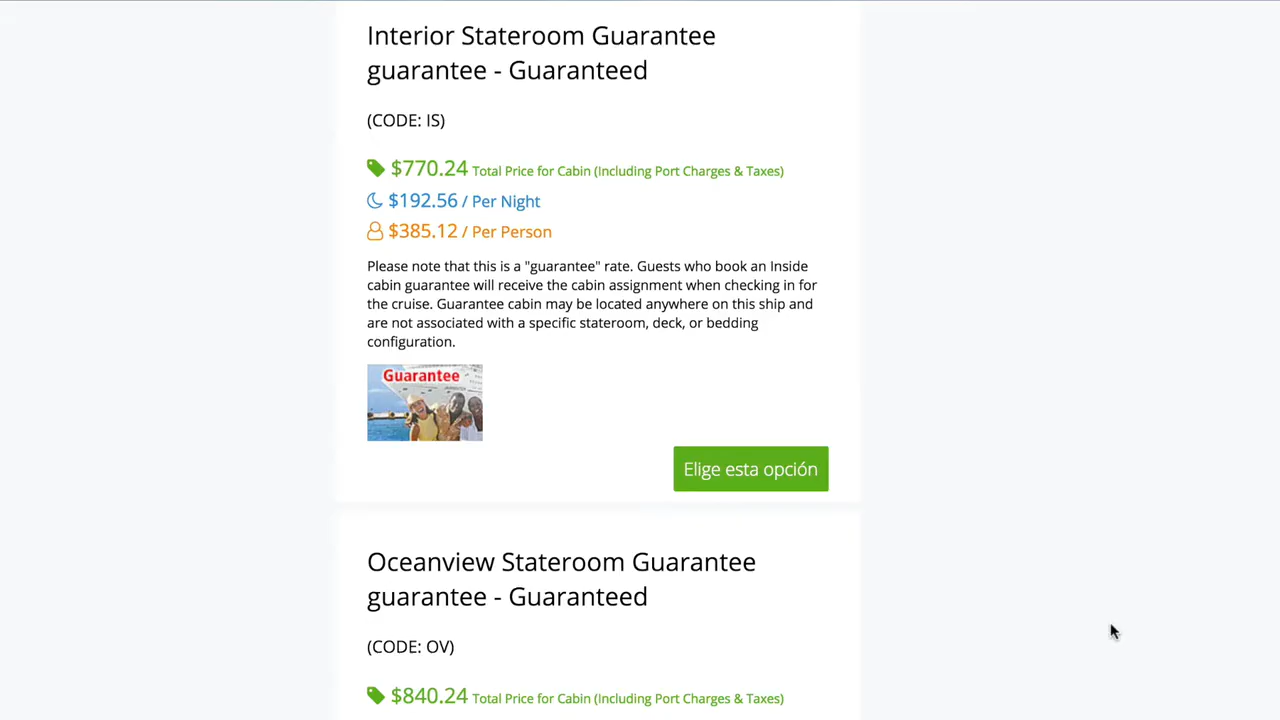 Interior Stateroom Guarantee
guarantee - Guaranteed
(CODE: IS)
$770.24 Total Price for Cabin (Including Port Charges & Taxes)
$192.56 / Per Night
$385.12 / Per Person
Please note that this is a "guarantee" rate. Guests who book an Inside
cabin guarantee will receive the cabin assignment when checking in for
the cruise. Guarantee cabin may be located anywhere on this ship and
are not associated with a specific stateroom, deck, or bedding
configuration.
Guarantee
Elige esta opción
Oceanview Stateroom Guarantee
guarantee - Guaranteed
(CODE: OV)
$840.24 Total Price for Cabin (Including Port Charges & Taxes)